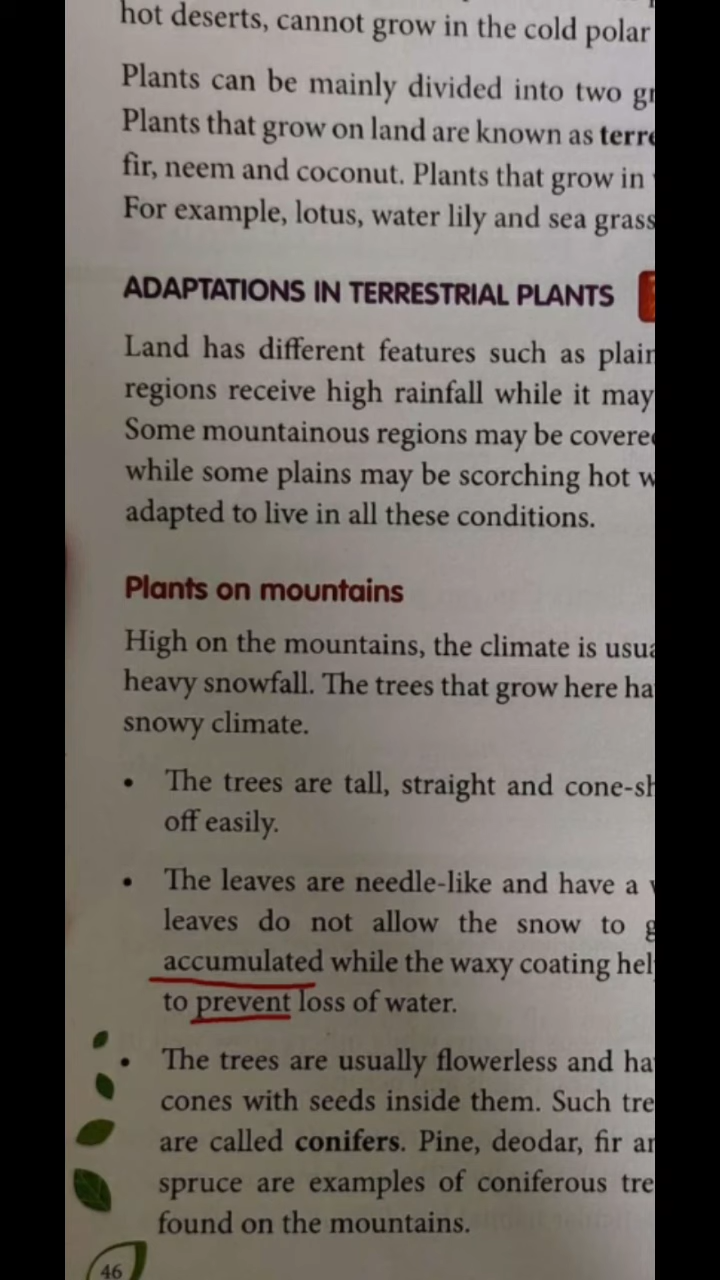 hot deserts, cannot grow in the cold polar
Plants can be mainly divided into two
Plants that grow on land are known as
fir, neem and coconut. Plants that grow in
For example, lotus, water lily and sea grass
ADAPTATIONS IN TERRESTRIAL PLANTS
Land has different features such as
regions receive high rainfall while it may
Some mountainous regions may be
while some plains may be scorching hot
adapted to live in all these conditions.
Plants on mountains
High on the mountains, the climate is
heavy snowfall. The trees that grow here
snowy climate.
• The trees are tall, straight and
off easily.
• The leaves are needle-like and have a
leaves do not allow the snow to
accumulated while the waxy coating
to prevent loss of water.
• The trees are usually flowerless and
cones with seeds inside them. Such
are called conifers. Pine, deodar, fir
spruce are examples of coniferous
found on the mountains.
46